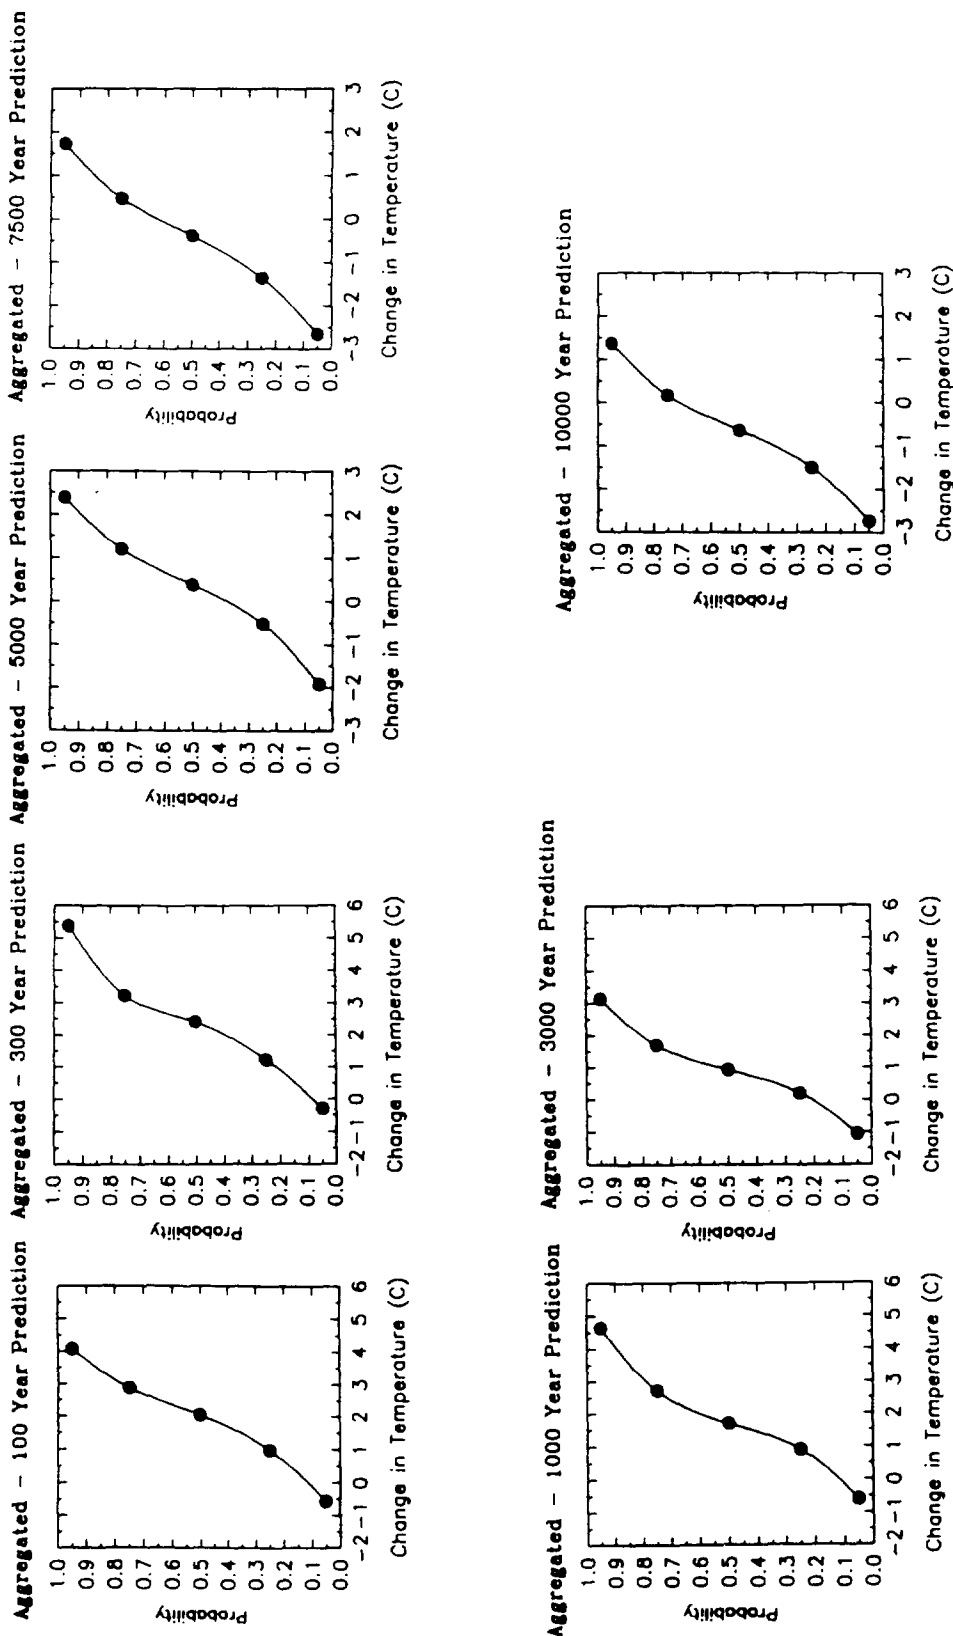 Aggregated - 100 Year Prediction
Probability
1.0
0.9
0.8
0.7
0.6
0.5
0.4
0.3
0.2
0.1
0.0
-2 -1 0 1 2 3 4 5 6
Change in Temperature (C)
Aggregated - 300 Year Prediction
Probability
1.0
0.9
0.8
0.7
0.6
0.5
0.4
0.3
0.2
0.1
0.0
-2 -1 0 1 2 3 4 5 6
Change in Temperature (C)
Aggregated - 5000 Year Prediction
Probability
1.0
0.9
0.8
0.7
0.6
0.5
0.4
0.3
0.2
0.1
0.0
-3 -2 -1 0 1 2 3
Change in Temperature (C)
Aggregated - 7500 Year Prediction
Probability
1.0
0.9
0.8
0.7
0.6
0.5
0.4
0.3
0.2
0.1
0.0
-3 -2 -1 0 1 2 3
Change in Temperature (C)
Aggregated - 1000 Year Prediction
Probability
1.0
0.9
0.8
0.7
0.6
0.5
0.4
0.3
0.2
0.1
0.0
-2 -1 0 1 2 3 4 5 6
Change in Temperature (C)
Aggregated - 3000 Year Prediction
Probability
1.0
0.9
0.8
0.7
0.6
0.5
0.4
0.3
0.2
0.1
0.0
-2 -1 0 1 2 3 4 5 6
Change in Temperature (C)
Aggregated - 10000 Year Prediction
Probability
1.0
0.9
0.8
0.7
0.6
0.5
0.4
0.3
0.2
0.1
0.0
-3 -2 -1 0 1 2 3
Change in Temperature (C)